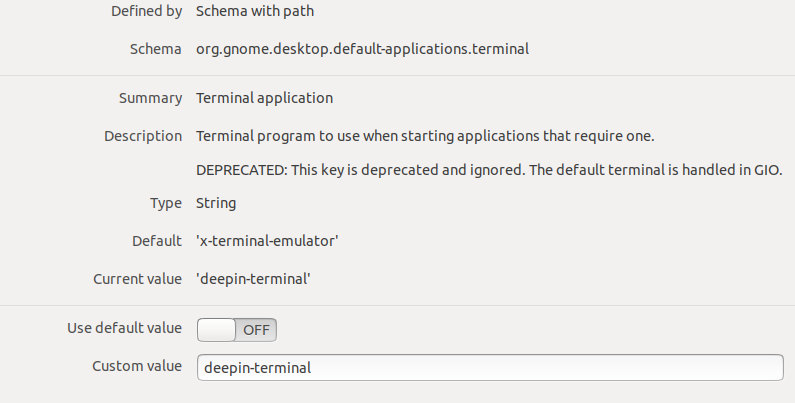 Defined by Schema with path
Schema org.gnome.desktop.default-applications.terminal
Summary Terminal application
Description Terminal program to use when starting applications that require one.
DEPRECATED: This key is deprecated and ignored. The default terminal is handled in GIO.
Type String
Default 'x-terminal-emulator'
Current value 'deepin-terminal'
Use default value OFF
Custom value deepin-terminal